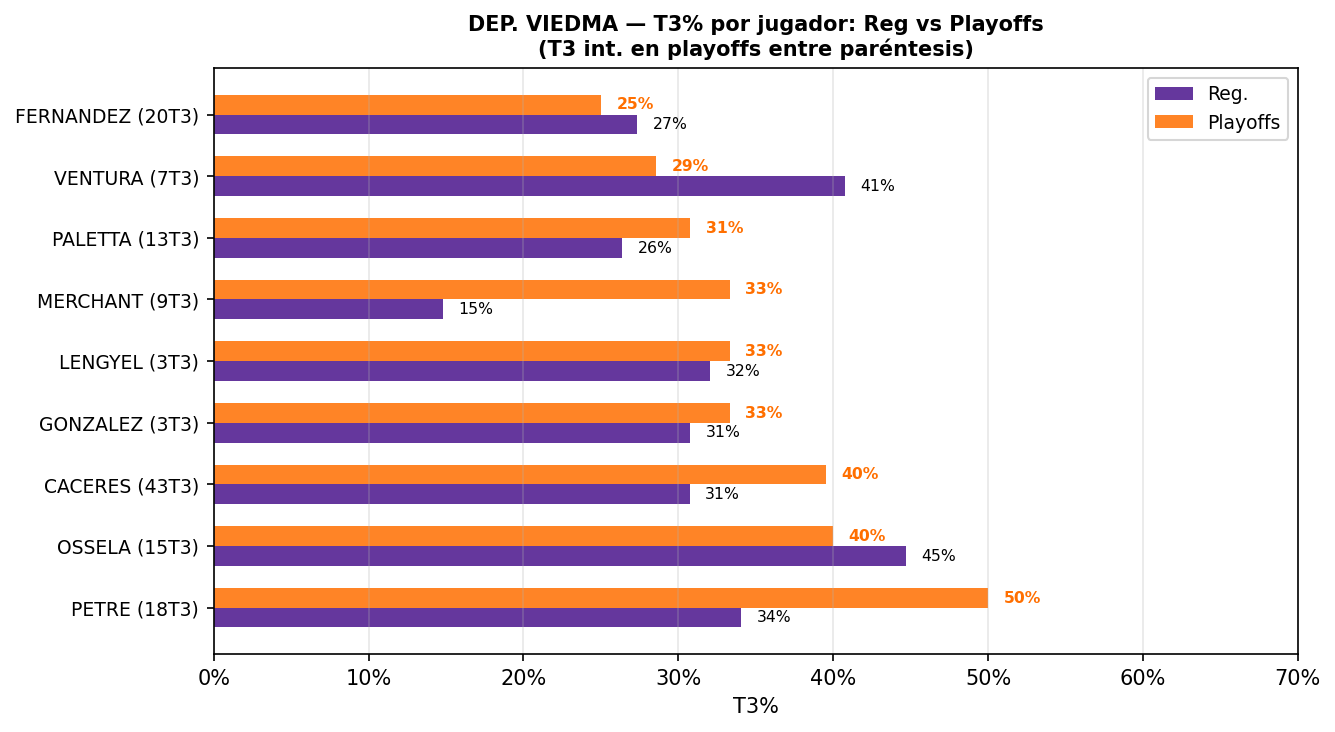 DEP. VIEDMA — T3% por jugador: Reg vs Playoffs
(T3 int. en playoffs entre paréntesis)
Reg.
Playoffs
FERNANDEZ (20T3)
25%
27%
VENTURA (7T3)
29%
41%
PALETTA (13T3)
31%
26%
MERCHANT (9T3)
33%
15%
LENGYEL (3T3)
33%
32%
GONZALEZ (3T3)
33%
31%
CACERES (43T3)
40%
31%
OSSELA (15T3)
40%
45%
PETRE (18T3)
50%
34%
0% 10% 20% 30% 40% 50% 60% 70%
T3%